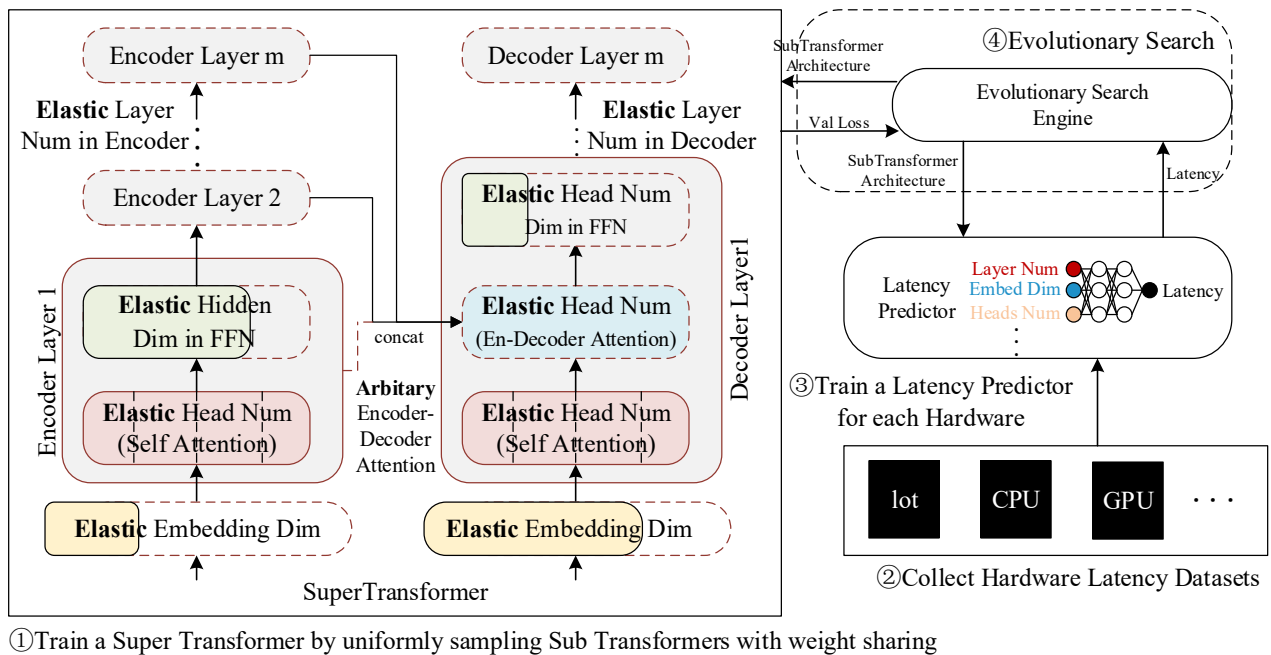 Encoder Layer m
Elastic Layer
Num in Encoder
Encoder Layer 2
Encoder Layer 1
Elastic Hidden
Dim in FFN
Elastic Head Num
(Self Attention)
Elastic Embedding Dim
concat
Arbitary
Encoder-
Decoder
Attention
Decoder Layer m
Elastic Layer
Num in Decoder
Decoder Layer1
Elastic Head Num
Dim in FFN
Elastic Head Num
(En-Decoder Attention)
Elastic Head Num
(Self Attention)
Elastic Embedding Dim
SuperTransformer
①Train a Super Transformer by uniformly sampling Sub Transformers with weight sharing
④Evolutionary Search
SubTransformer
Architecture
Evolutionary Search
Engine
Val Loss
SubTransformer
Architecture
Latency
Latency
Predictor
Layer Num
Embed Dim
Heads Num
Latency
③Train a Latency Predictor
for each Hardware
lot
CPU
GPU
· · ·
②Collect Hardware Latency Datasets